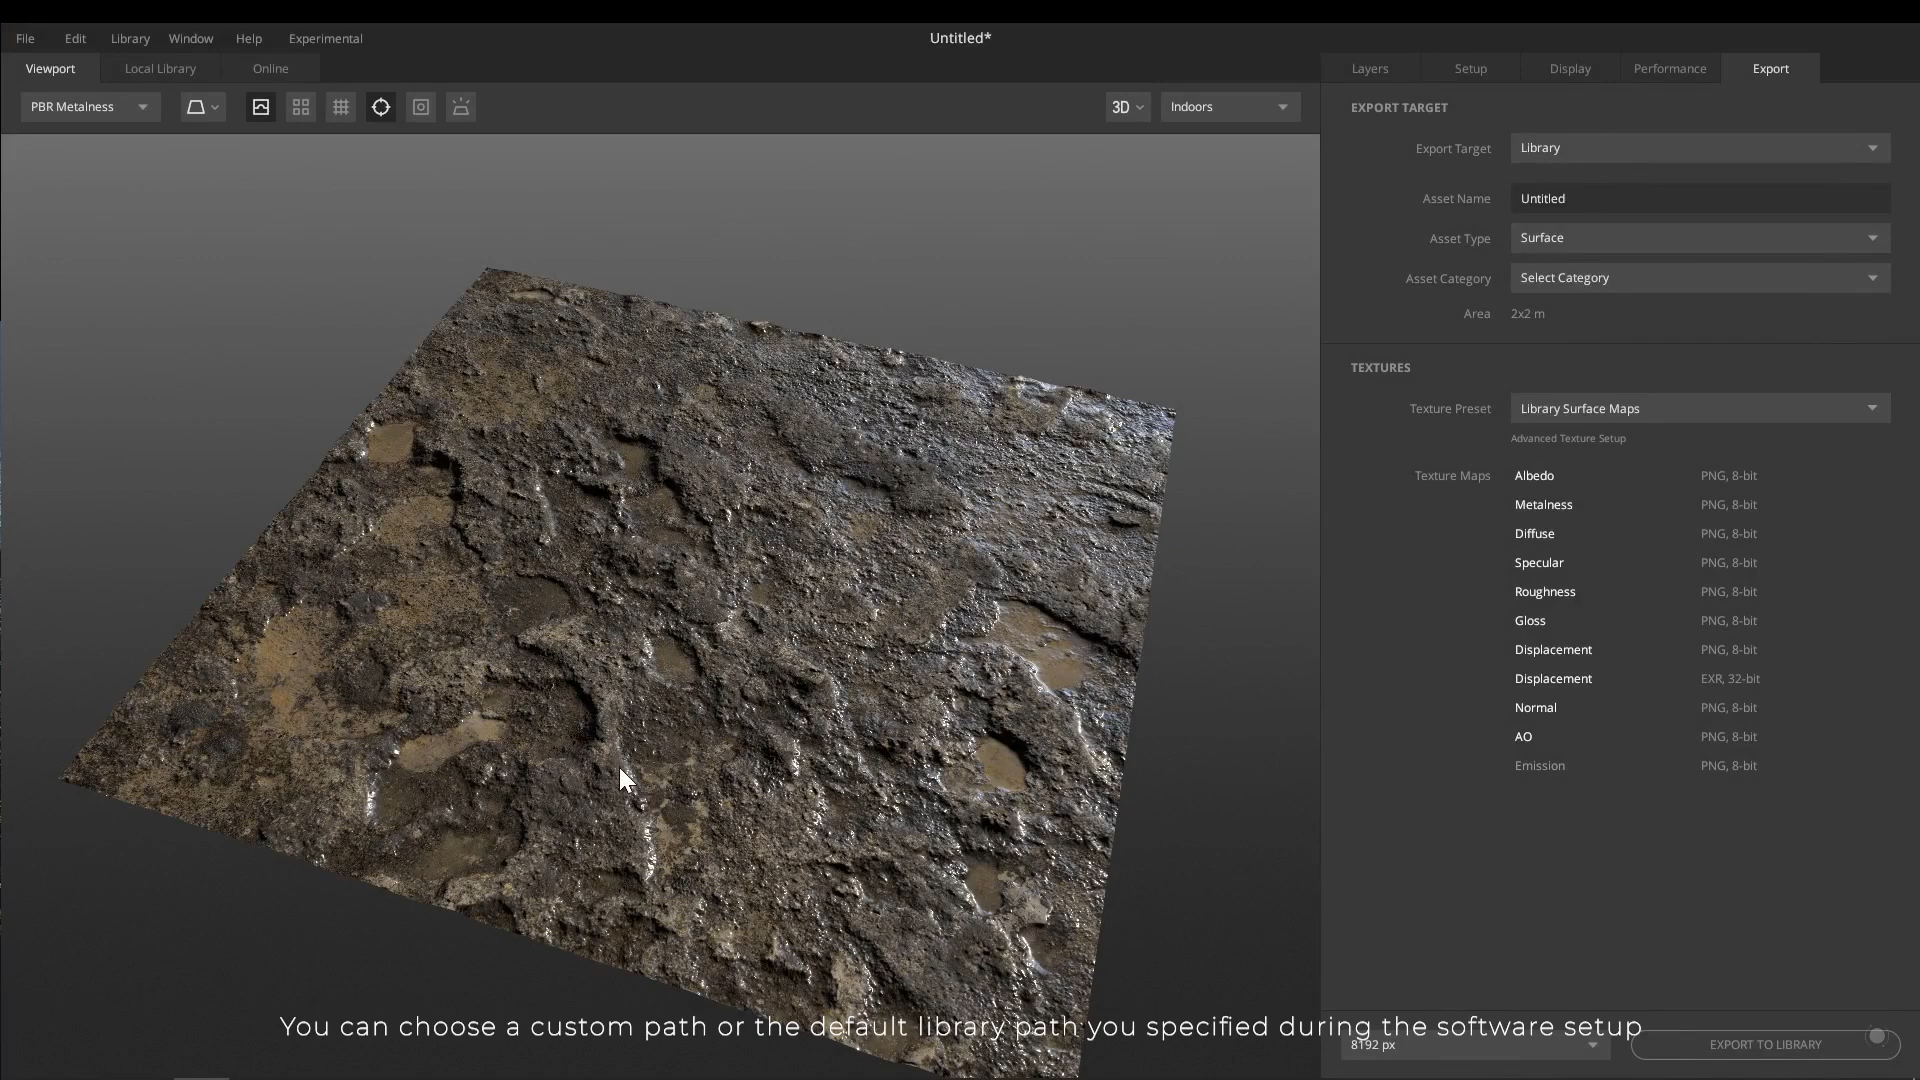 Untitled*
File Edit Library Window Help Experimental
Viewport Local Library Online
Layers Setup Display Performance Export
PBR Metalness
3D Indoors
EXPORT TARGET
Export Target Library
Asset Name Untitled
Asset Type Surface
Asset Category Select Category
Area 2x2 m
TEXTURES
Texture Preset Library Surface Maps
Advanced Texture Setup
Texture Maps Albedo PNG, 8-bit
Metalness PNG, 8-bit
Diffuse PNG, 8-bit
Specular PNG, 8-bit
Roughness PNG, 8-bit
Gloss PNG, 8-bit
Displacement PNG, 8-bit
Displacement EXR, 32-bit
Normal PNG, 8-bit
AO PNG, 8-bit
Emission PNG, 8-bit
You can choose a custom path or the default library path you specified during the software setup
8192 px EXPORT TO LIBRARY